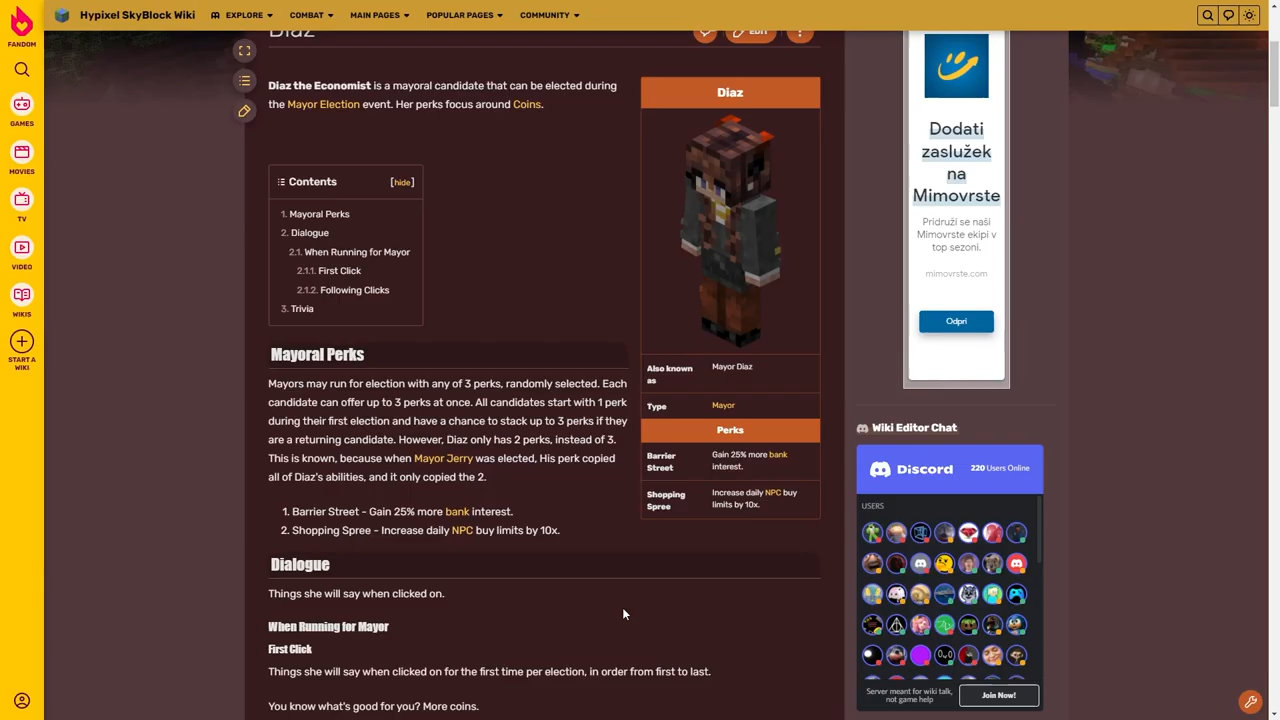 FANDOM
GAMES
MOVIES
TV
VIDEO
WIKIS
START A
WIKI
Hypixel SkyBlock Wiki
EXPLORE
COMBAT
MAIN PAGES
POPULAR PAGES
COMMUNITY
Diaz
EDIT
Diaz the Economist is a mayoral candidate that can be elected during
the Mayor Election event. Her perks focus around Coins.
Contents [hide]
1. Mayoral Perks
2. Dialogue
2.1. When Running for Mayor
2.1.1. First Click
2.1.2. Following Clicks
3. Trivia
Mayoral Perks
Mayors may run for election with any of 3 perks, randomly selected. Each
candidate can offer up to 3 perks at once. All candidates start with 1 perk
during their first election and have a chance to stack up to 3 perks if they
are a returning candidate. However, Diaz only has 2 perks, instead of 3.
This is known, because when Mayor Jerry was elected, His perk copied
all of Diaz's abilities, and it only copied the 2.
1. Barrier Street - Gain 25% more bank interest.
2. Shopping Spree - Increase daily NPC buy limits by 10x.
Dialogue
Things she will say when clicked on.
When Running for Mayor
First Click
Things she will say when clicked on for the first time per election, in order from first to last.
You know what's good for you? More coins.
Diaz
Also known
as
Mayor Diaz
Type
Mayor
Perks
Barrier
Street
Gain 25% more bank
interest.
Shopping
Spree
Increase daily NPC buy
limits by 10x.
Dodati
zaslužek
na
Mimovrste
Pridruži se naši
Mimovrste ekipi v
top sezoni.
mimovrste.com
Odpri
Wiki Editor Chat
Discord
220 Users Online
USERS
Server meant for wiki talk,
not game help
Join Now!